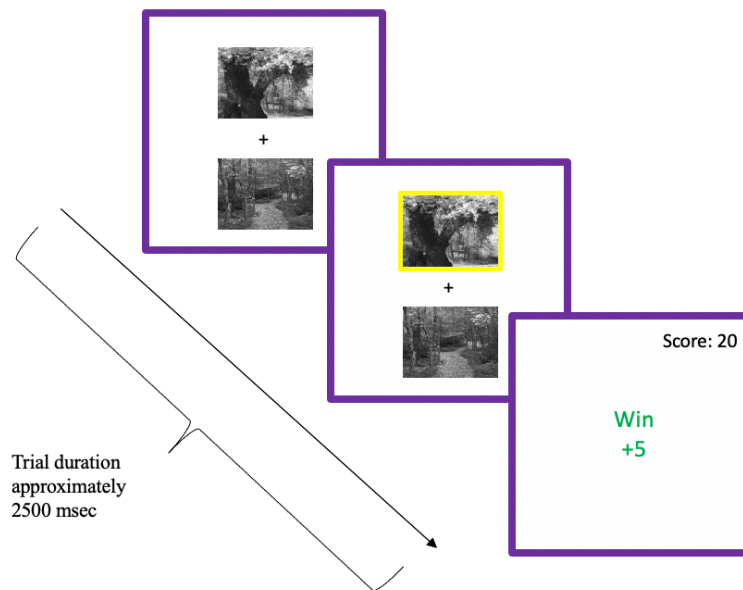 +
+
Score: 20
Win
+5
Trial duration
approximately
2500 msec